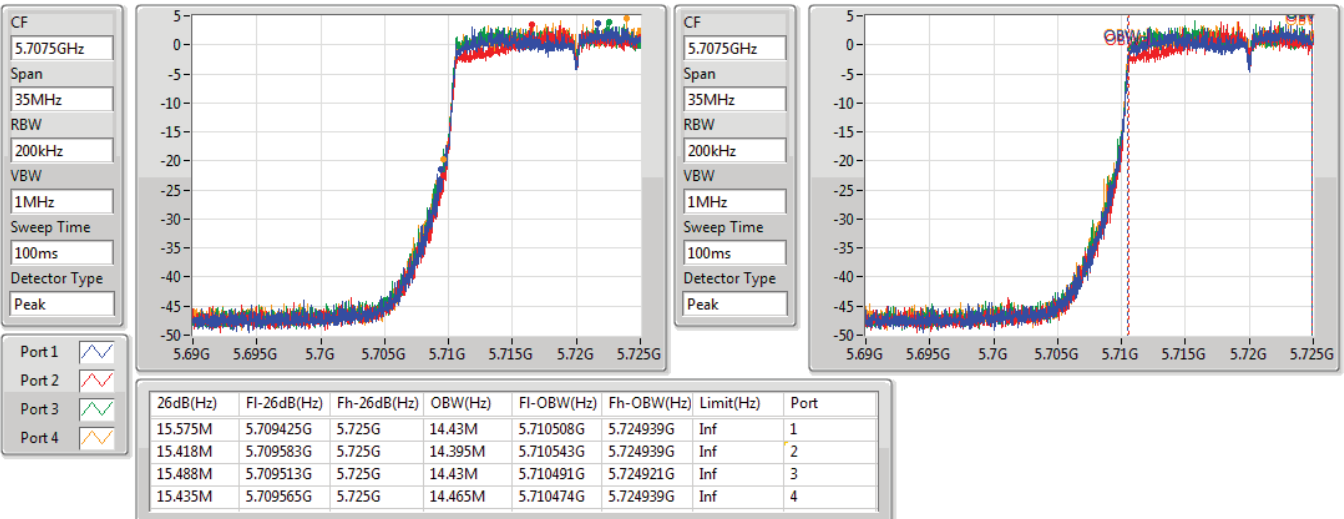 CF
5.7075GHz
Span
35MHz
RBW
200kHz
VBW
1MHz
Sweep Time
100ms
Detector Type
Peak
Port 1
Port 2
Port 3
Port 4
5
0
-5
-10
-15
-20
-25
-30
-35
-40
-45
-50
5.69G 5.695G 5.7G 5.705G 5.71G 5.715G 5.72G 5.725G
CF
5.7075GHz
Span
35MHz
RBW
200kHz
VBW
1MHz
Sweep Time
100ms
Detector Type
Peak
5
0
-5
-10
-15
-20
-25
-30
-35
-40
-45
-50
OBW
OBW
5.69G 5.695G 5.7G 5.705G 5.71G 5.715G 5.72G 5.725G
26dB(Hz) Fl-26dB(Hz) Fh-26dB(Hz) OBW(Hz) Fl-OBW(Hz) Fh-OBW(Hz) Limit(Hz) Port
15.575M 5.709425G 5.725G 14.43M 5.710508G 5.724939G Inf 1
15.418M 5.709583G 5.725G 14.395M 5.710543G 5.724939G Inf 2
15.488M 5.709513G 5.725G 14.43M 5.710491G 5.724921G Inf 3
15.435M 5.709565G 5.725G 14.465M 5.710474G 5.724939G Inf 4